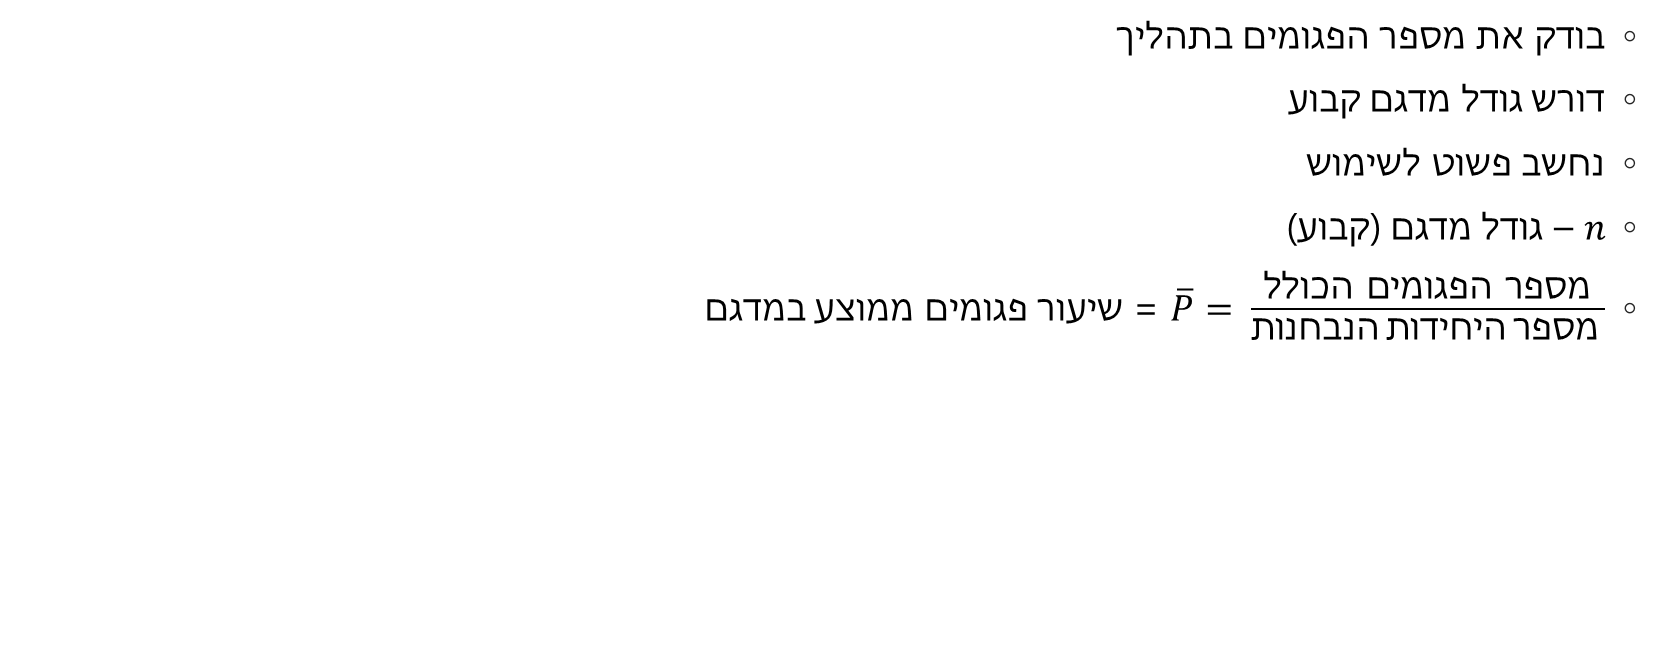 ◦ בודק את מספר הפגומים בתהליך
◦ דורש גודל מדגם קבוע
◦ נחשב פשוט לשימוש
◦ n – גודל מדגם (קבוע)
◦ מספר הפגומים הכולל / מספר היחידות הנבחנות = P̅ = שיעור פגומים ממוצע במדגם